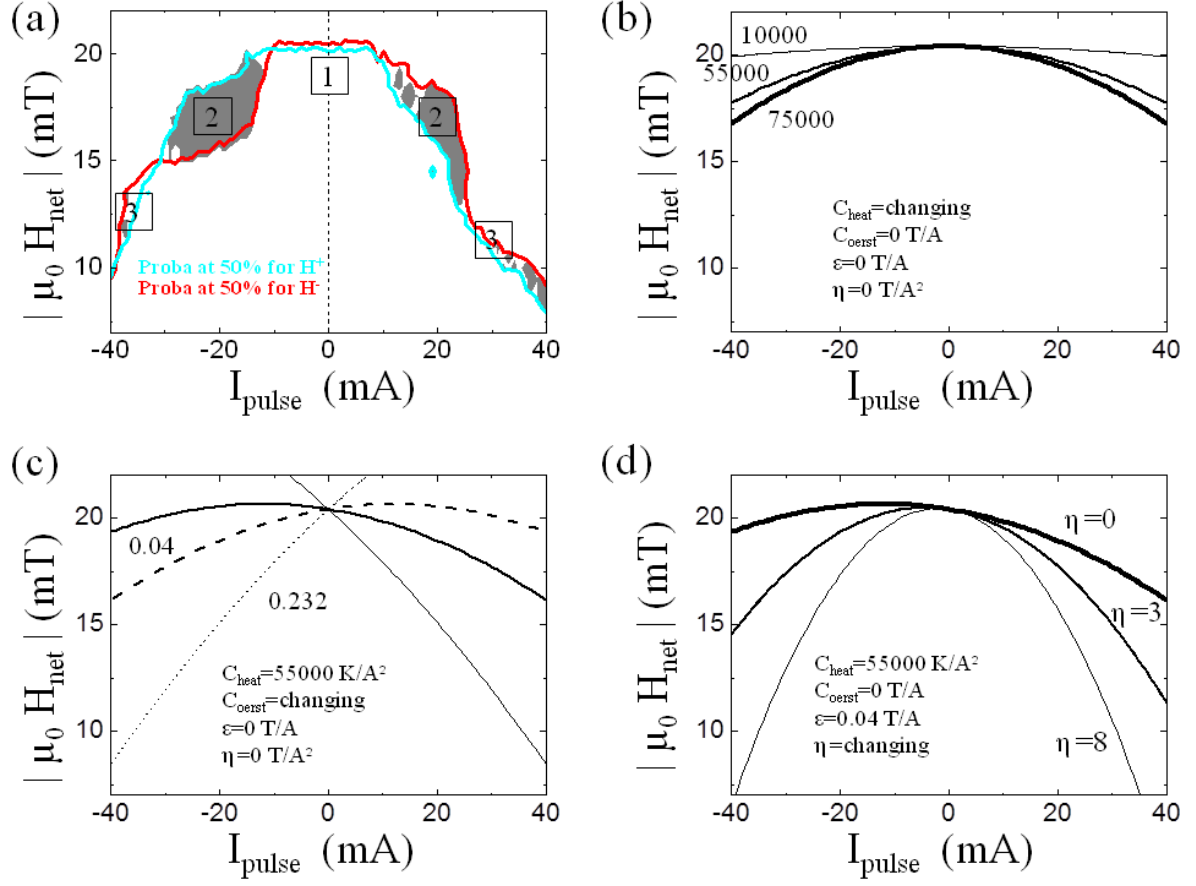 (a)
20
15
10
| μ₀ Hnet | (mT)
1
2
2
3
3
Proba at 50% for H⁺
Proba at 50% for H⁻
-40 -20 0 20 40
Ipulse (mA)
(b)
20
15
10
| μ₀ Hnet | (mT)
10000
55000
75000
Cheat=changing
Coerst=0 T/A
ε=0 T/A
η=0 T/A²
-40 -20 0 20 40
Ipulse (mA)
(c)
20
15
10
| μ₀ Hnet | (mT)
0.04
0.232
Cheat=55000 K/A²
Coerst=changing
ε=0 T/A
η=0 T/A²
-40 -20 0 20 40
Ipulse (mA)
(d)
20
15
10
| μ₀ Hnet | (mT)
η=0
η=3
Cheat=55000 K/A²
Coerst=0 T/A
ε=0.04 T/A
η=changing
η=8
-40 -20 0 20 40
Ipulse (mA)